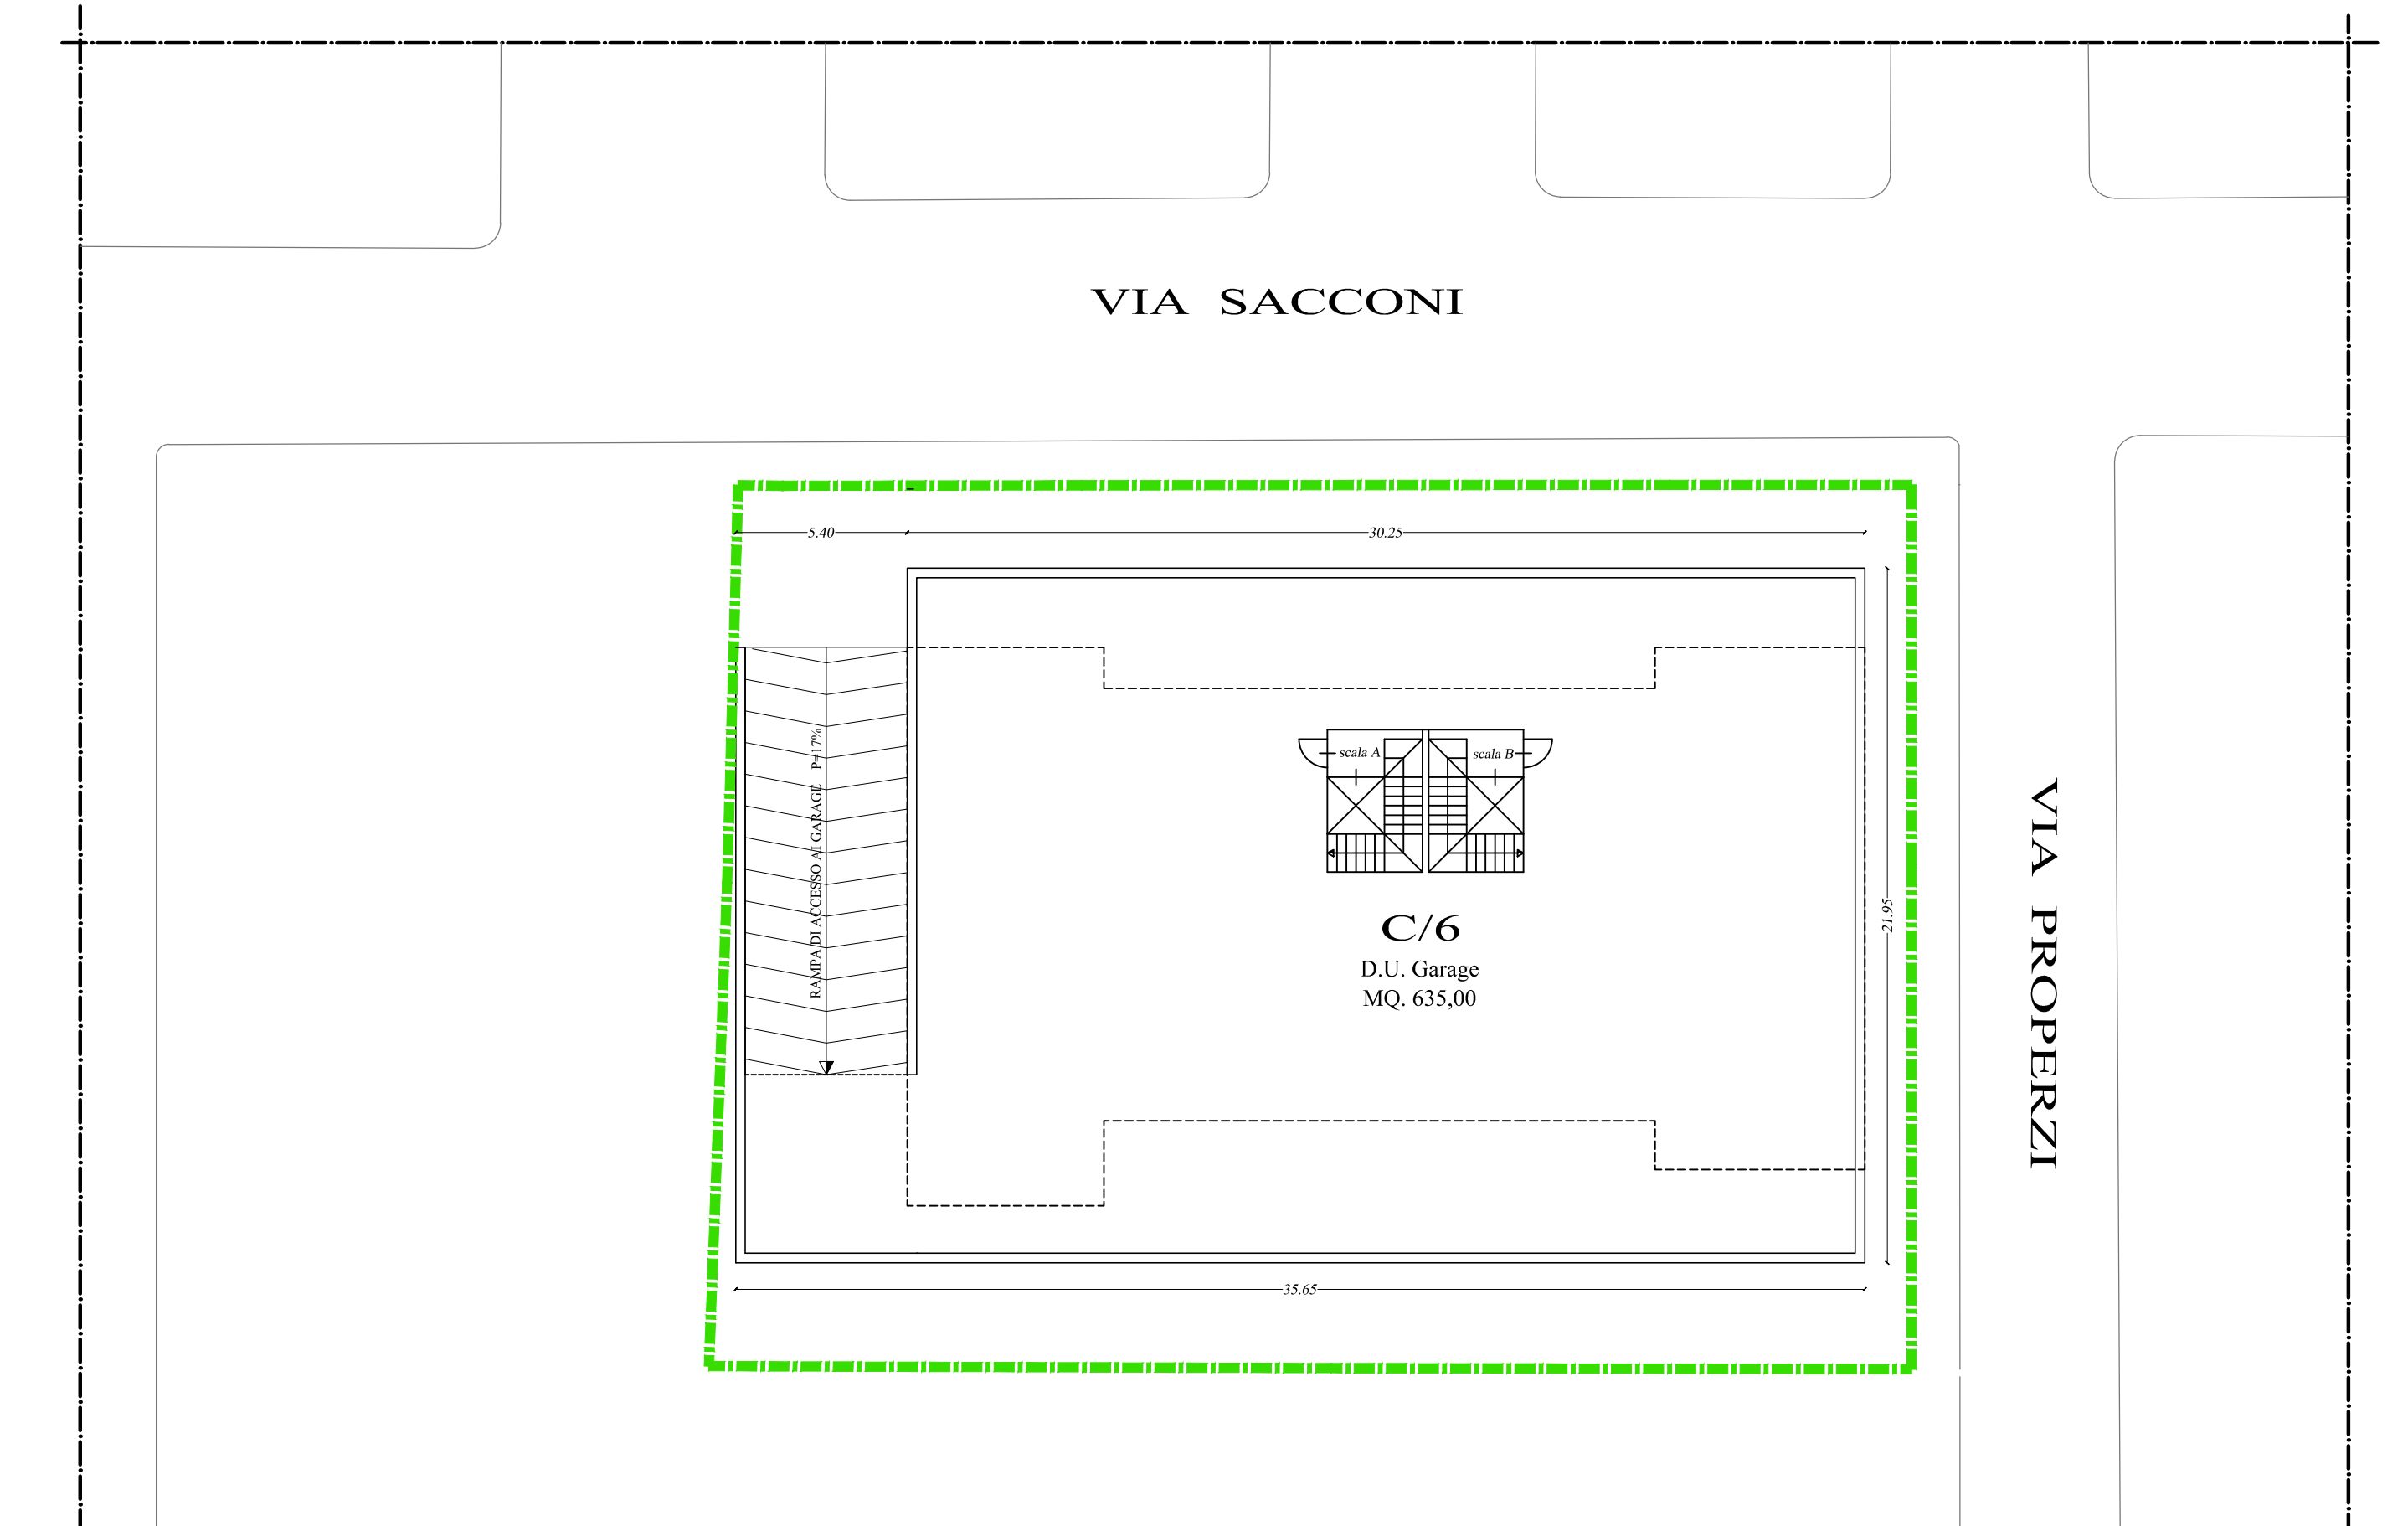 VIA SACCONI
5.40
30.25
RAMPA DI ACCESSO AI GARAGE P=17%
scala A
scala B
C/6
D.U. Garage
MQ. 635,00
21.95
VIA PROPERZI
35.65